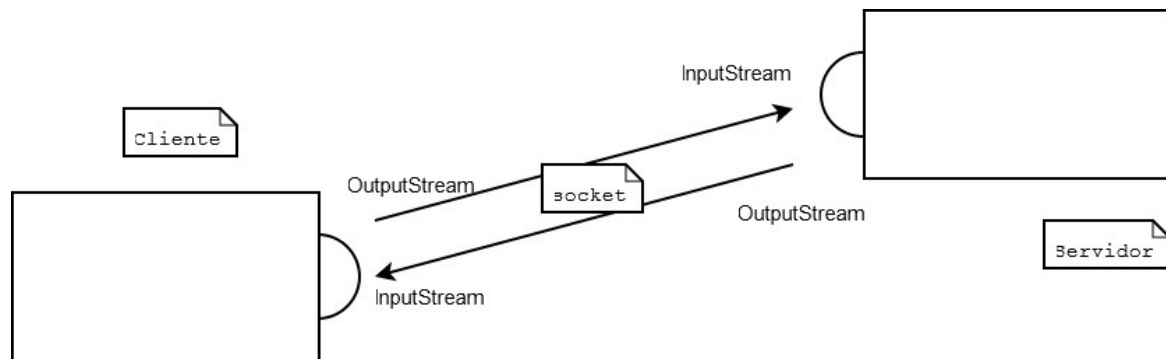 InputStream
Cliente
OutputStream
socket
OutputStream
Servidor
InputStream